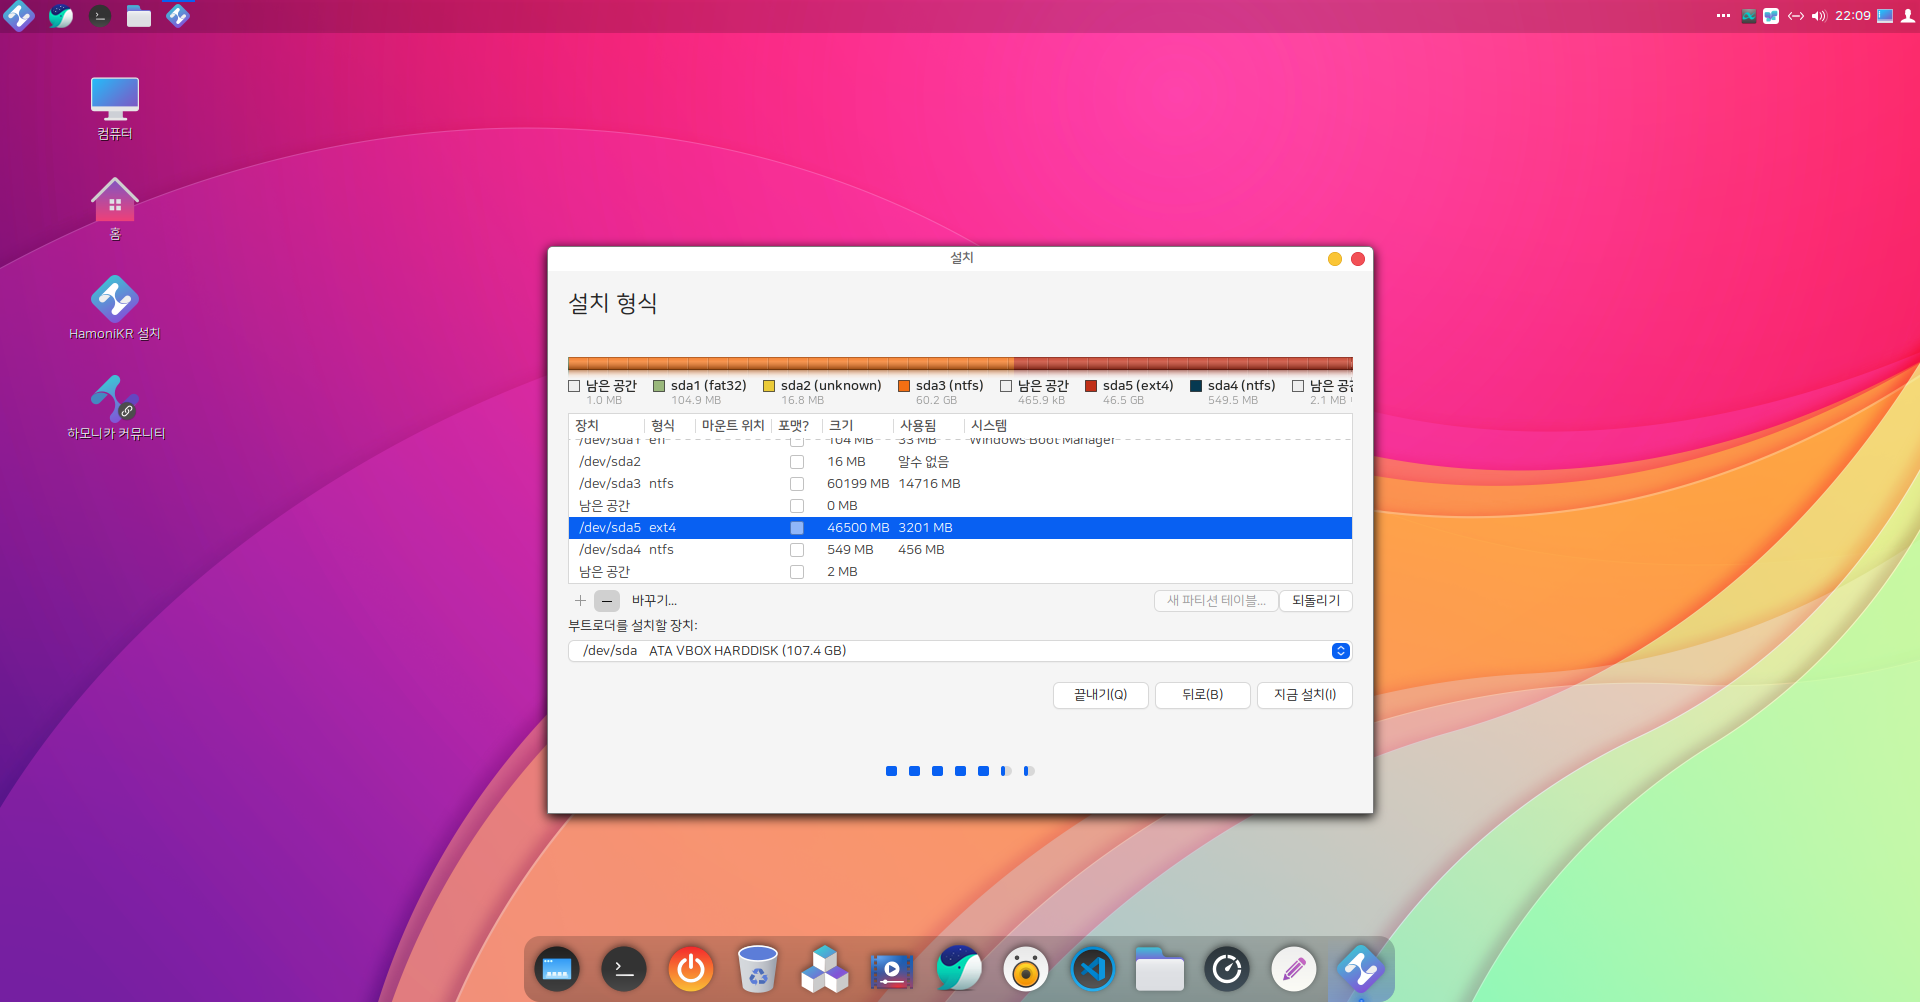 22:09
컴퓨터
홈
HamoniKR 설치
하모니카 커뮤니티
설치
설치 형식
남은 공간 sda1 (fat32) sda2 (unknown) sda3 (ntfs) 남은 공간 sda5 (ext4) sda4 (ntfs) 남은
1.0 MB 104.9 MB 16.8 MB 60.2 GB 465.9 kB 46.5 GB 549.5 MB 2.1 MB
장치 형식 마운트 위치 포맷? 크기 사용됨 시스템
/dev/sda1 efi 104 MB 33 MB Windows Boot Manager
/dev/sda2 16 MB 알수 없음
/dev/sda3 ntfs 60199 MB 14716 MB
남은 공간 0 MB
/dev/sda5 ext4 46500 MB 3201 MB
/dev/sda4 ntfs 549 MB 456 MB
남은 공간 2 MB
+ − 바꾸기... 새 파티션 테이블... 되돌리기
부트로더를 설치할 장치:
/dev/sda ATA VBOX HARDDISK (107.4 GB)
끝내기(Q) 뒤로(B) 지금 설치(I)